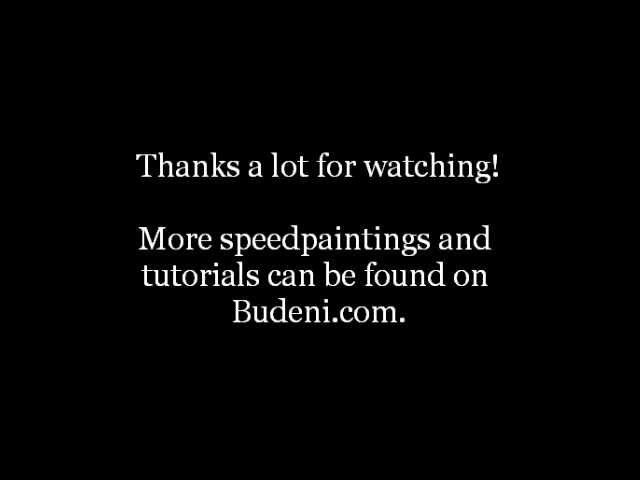 Thanks a lot for watching!
More speedpaintings and
tutorials can be found on
Budeni.com.